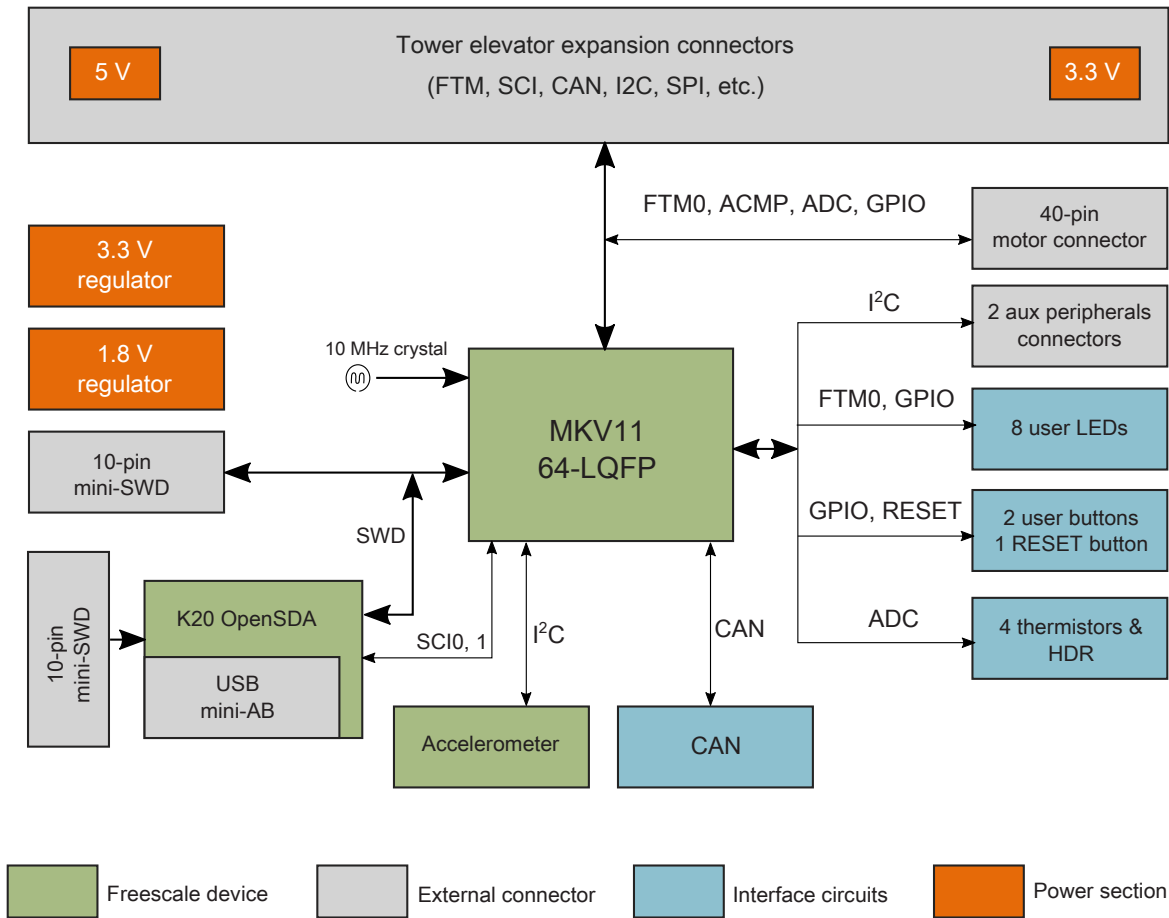 Tower elevator expansion connectors
(FTM, SCI, CAN, I2C, SPI, etc.)
5 V
3.3 V
FTM0, ACMP, ADC, GPIO
40-pin
motor connector
3.3 V
regulator
I²C
2 aux peripherals
connectors
1.8 V
regulator
10 MHz crystal
MKV11
64-LQFP
FTM0, GPIO
8 user LEDs
10-pin
mini-SWD
GPIO, RESET
2 user buttons
1 RESET button
SWD
10-pin
mini-SWD
K20 OpenSDA
USB
mini-AB
SCI0, 1
I²C
CAN
ADC
4 thermistors &
HDR
Accelerometer
CAN
Freescale device
External connector
Interface circuits
Power section